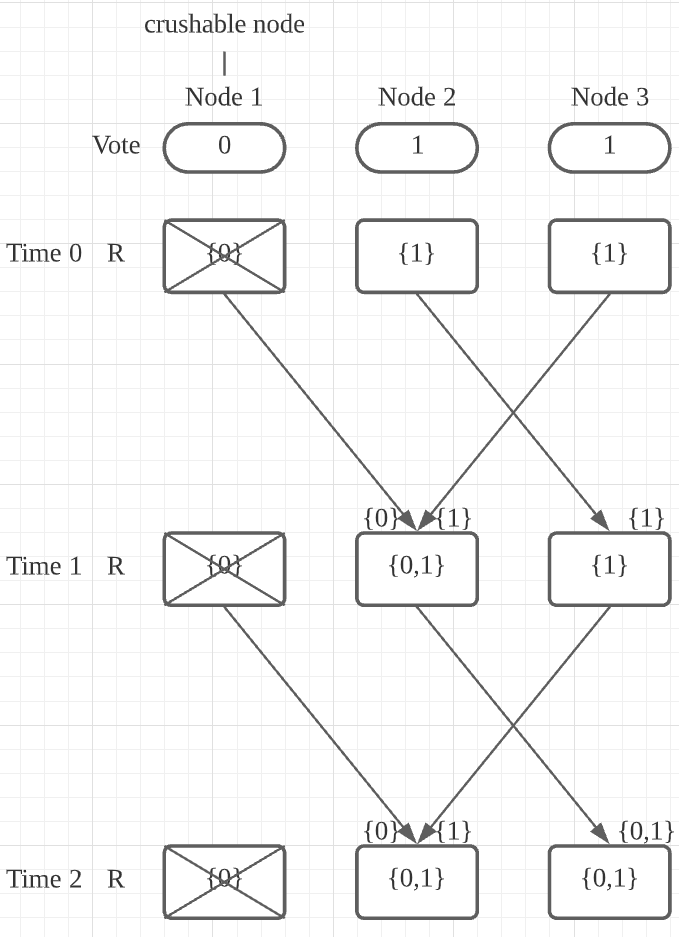 crushable node
Node 1 Node 2 Node 3
Vote 0 1 1
Time 0 R {0} {1} {1}
{0} {1} {1}
Time 1 R {0} {0,1} {1}
{0} {1} {0,1}
Time 2 R {0} {0,1} {0,1}